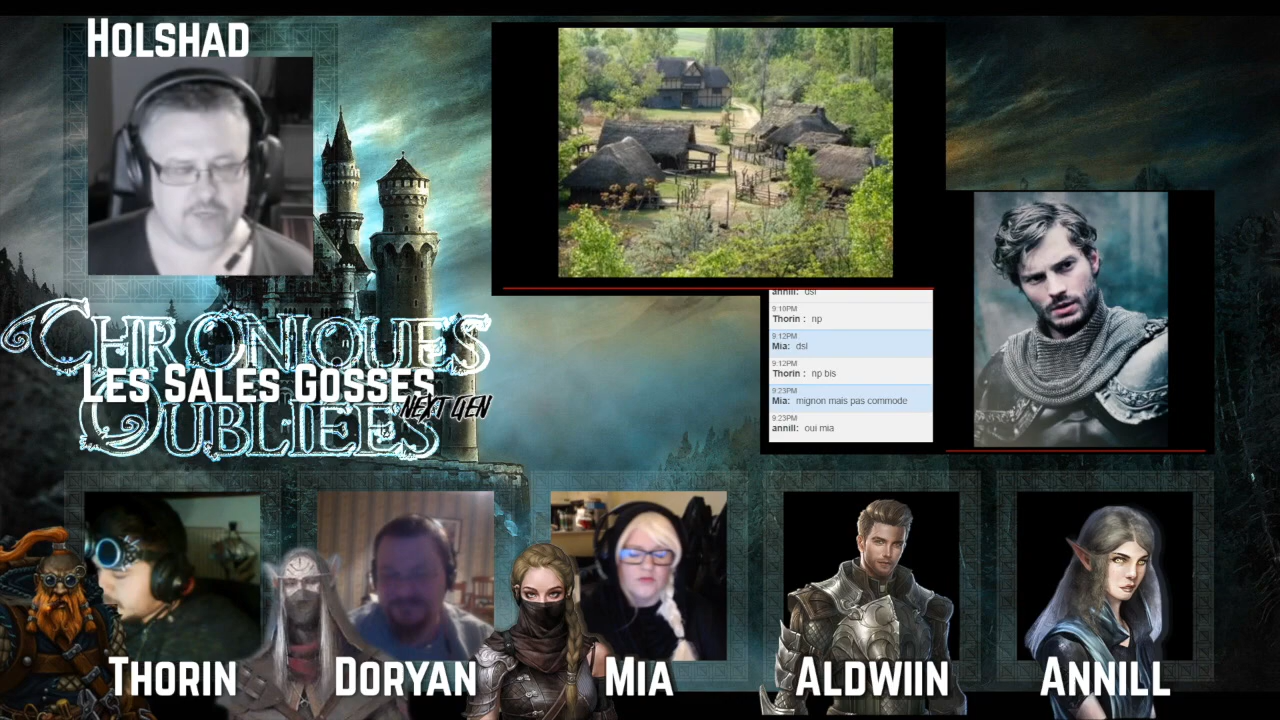 HOLSHAD
CHRONIQUES
LES SALES GOSSES
NEXT GEN
OUBLIÉES
annill: dsl
9:10PM
Thorin : np
9:12PM
Mia: dsl
9:12PM
Thorin : np bis
9:23PM
Mia: mignon mais pas commode
9:23PM
annill: oui mia
THORIN
DORYAN
MIA
ALDWIIN
ANNILL